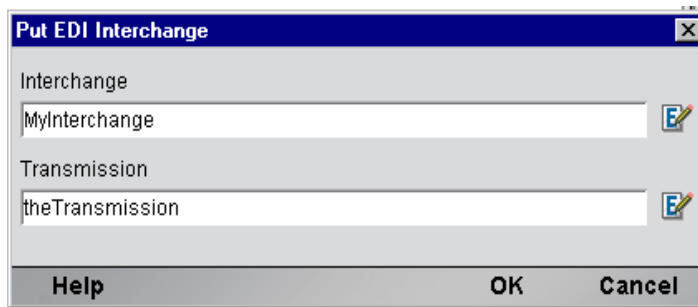 Put EDI Interchange
Interchange
MyInterchange
Transmission
theTransmission
Help OK Cancel